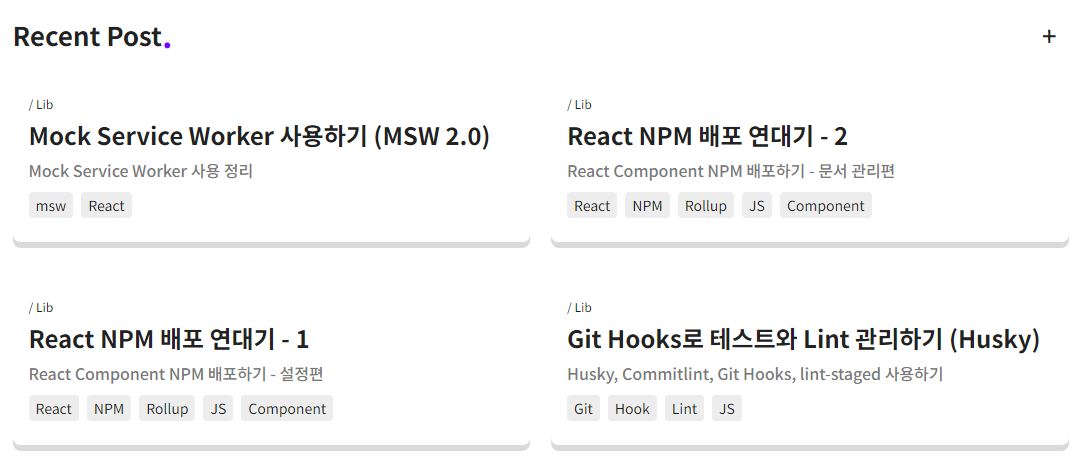 Recent Post.
+
/ Lib
Mock Service Worker 사용하기 (MSW 2.0)
Mock Service Worker 사용 정리
msw React
/ Lib
React NPM 배포 연대기 - 2
React Component NPM 배포하기 - 문서 관리편
React NPM Rollup JS Component
/ Lib
React NPM 배포 연대기 - 1
React Component NPM 배포하기 - 설정편
React NPM Rollup JS Component
/ Lib
Git Hooks로 테스트와 Lint 관리하기 (Husky)
Husky, Commitlint, Git Hooks, lint-staged 사용하기
Git Hook Lint JS